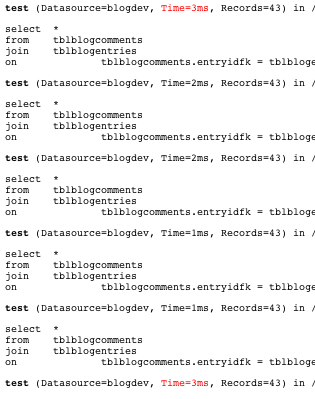 test (Datasource=blogdev, Time=3ms, Records=43) in /
select *
from tblblogcomments
join tblblogentries
on tblblogcomments.entryidfk = tblbloge
test (Datasource=blogdev, Time=2ms, Records=43) in /
select *
from tblblogcomments
join tblblogentries
on tblblogcomments.entryidfk = tblbloge
test (Datasource=blogdev, Time=2ms, Records=43) in /
select *
from tblblogcomments
join tblblogentries
on tblblogcomments.entryidfk = tblbloge
test (Datasource=blogdev, Time=1ms, Records=43) in /
select *
from tblblogcomments
join tblblogentries
on tblblogcomments.entryidfk = tblbloge
test (Datasource=blogdev, Time=1ms, Records=43) in /
select *
from tblblogcomments
join tblblogentries
on tblblogcomments.entryidfk = tblbloge
test (Datasource=blogdev, Time=3ms, Records=43) in /